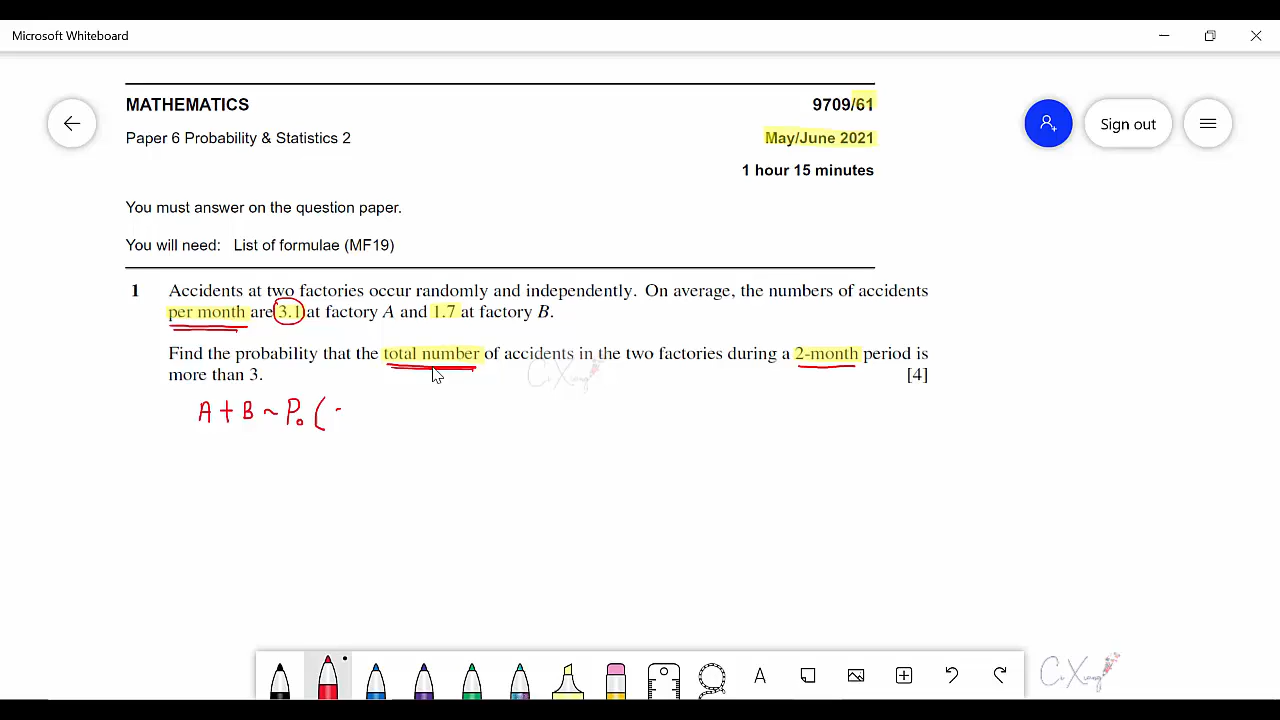 Microsoft Whiteboard
MATHEMATICS 9709/61
Paper 6 Probability & Statistics 2 May/June 2021
1 hour 15 minutes
Sign out
You must answer on the question paper.
You will need: List of formulae (MF19)
1 Accidents at two factories occur randomly and independently. On average, the numbers of accidents
per month are 3.1 at factory A and 1.7 at factory B.
Find the probability that the total number of accidents in the two factories during a 2-month period is
more than 3. [4]
Ci Xiang
A + B ~ Po (
A
Ci Xiang